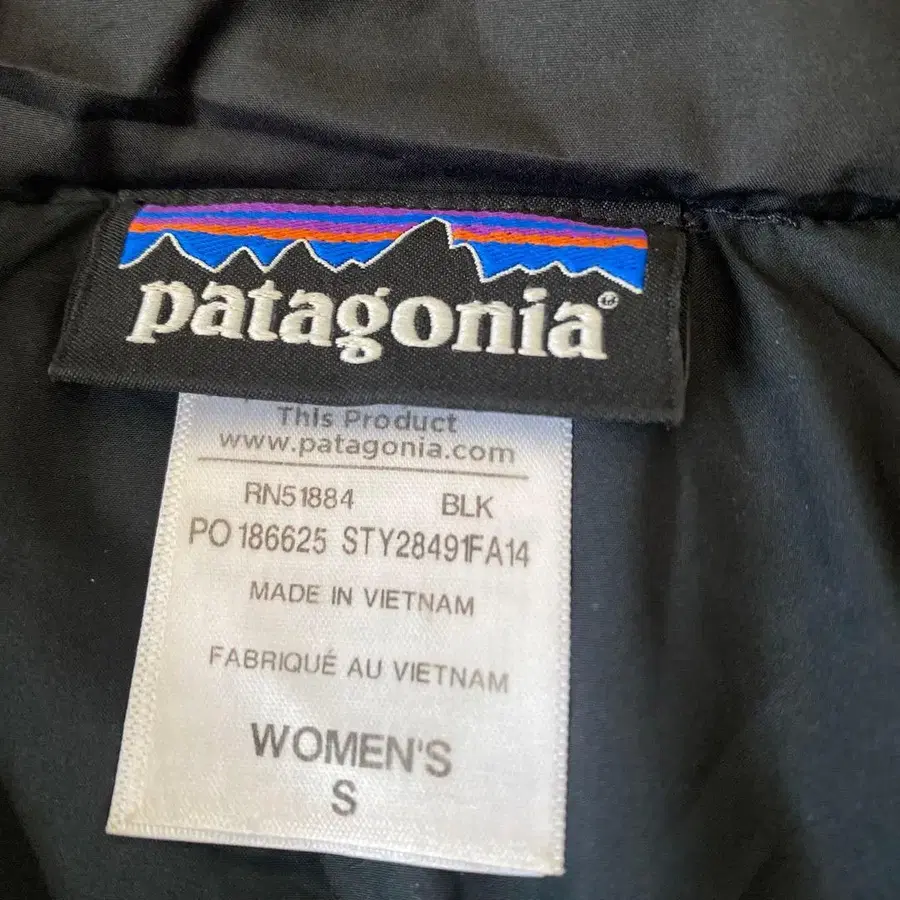 patagonia®
This Product
www.patagonia.com
RN51884 BLK
PO 186625 STY28491FA14
MADE IN VIETNAM
FABRIQUÉ AU VIETNAM
WOMEN'S
S